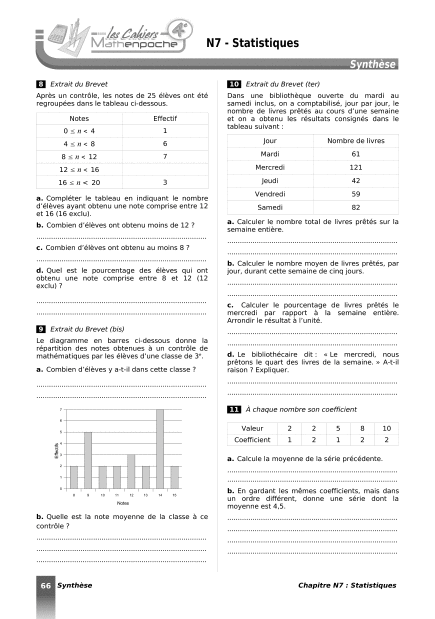 les Cahiers
Mathenpoche
4e
N7 - Statistiques
Synthèse
8 Extrait du Brevet
Après un contrôle, les notes de 25 élèves ont été
regroupées dans le tableau ci-dessous.
Notes Effectif
0 ≤ n < 4 1
4 ≤ n < 8 6
8 ≤ n < 12 7
12 ≤ n < 16
16 ≤ n < 20 3
a. Compléter le tableau en indiquant le nombre
d'élèves ayant obtenu une note comprise entre 12
et 16 (16 exclu).
b. Combien d'élèves ont obtenu moins de 12 ?
c. Combien d'élèves ont obtenu au moins 8 ?
d. Quel est le pourcentage des élèves qui ont
obtenu une note comprise entre 8 et 12 (12
exclu) ?
9 Extrait du Brevet (bis)
Le diagramme en barres ci-dessous donne la
répartition des notes obtenues à un contrôle de
mathématiques par les élèves d'une classe de 3e.
a. Combien d'élèves y a-t-il dans cette classe ?
7
6
5
4
3
2
1
0
Effectifs
8 9 10 11 12 13 14 15
Notes
b. Quelle est la note moyenne de la classe à ce
contrôle ?
10 Extrait du Brevet (ter)
Dans une bibliothèque ouverte du mardi au
samedi inclus, on a comptabilisé, jour par jour, le
nombre de livres prêtés au cours d'une semaine
et on a obtenu les résultats consignés dans le
tableau suivant :
Jour Nombre de livres
Mardi 61
Mercredi 121
Jeudi 42
Vendredi 59
Samedi 82
a. Calculer le nombre total de livres prêtés sur la
semaine entière.
b. Calculer le nombre moyen de livres prêtés, par
jour, durant cette semaine de cinq jours.
c. Calculer le pourcentage de livres prêtés le
mercredi par rapport à la semaine entière.
Arrondir le résultat à l'unité.
d. Le bibliothécaire dit : « Le mercredi, nous
prêtons le quart des livres de la semaine. » A-t-il
raison ? Expliquer.
11 À chaque nombre son coefficient
Valeur 2 2 5 8 10
Coefficient 1 2 1 2 2
a. Calcule la moyenne de la série précédente.
b. En gardant les mêmes coefficients, mais dans
un ordre différent, donne une série dont la
moyenne est 4,5.
66 Synthèse
Chapitre N7 : Statistiques